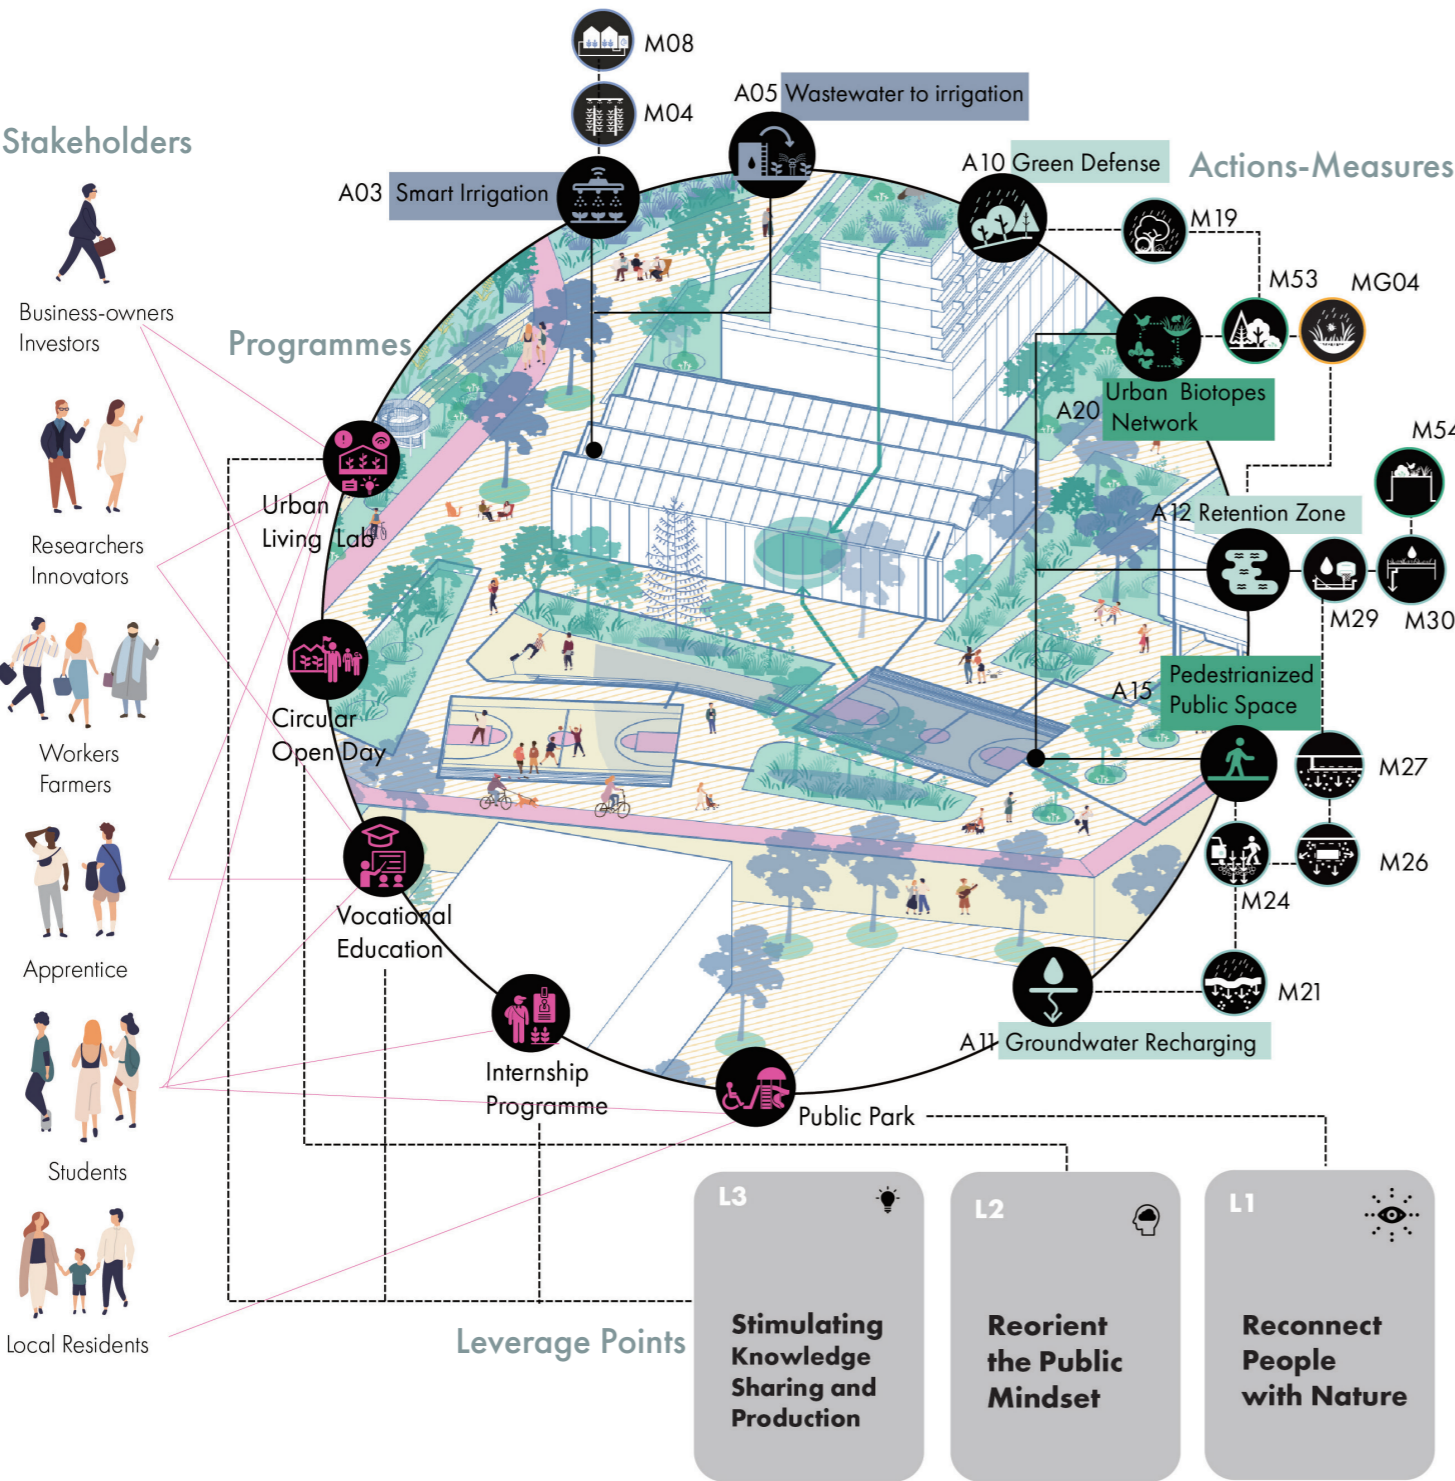 M08
M04
A05 Wastewater to irrigation
Stakeholders
A10 Green Defense
Actions-Measures
A03 Smart Irrigation
M19
M53
MG04
Business-owners
Investors
Programmes
A20
Urban Biotopes
Network
M54
Urban
Living Lab
A12 Retention Zone
Researchers
Innovators
M29
M30
A15
Pedestrianized
Public Space
Circular
Open Day
Workers
Farmers
M27
M26
M24
Vocational
Education
Apprentice
M21
A11 Groundwater Recharging
Internship
Programme
Public Park
Students
Local Residents
Leverage Points
L3
Stimulating
Knowledge
Sharing and
Production
L2
Reorient
the Public
Mindset
L1
Reconnect
People
with Nature